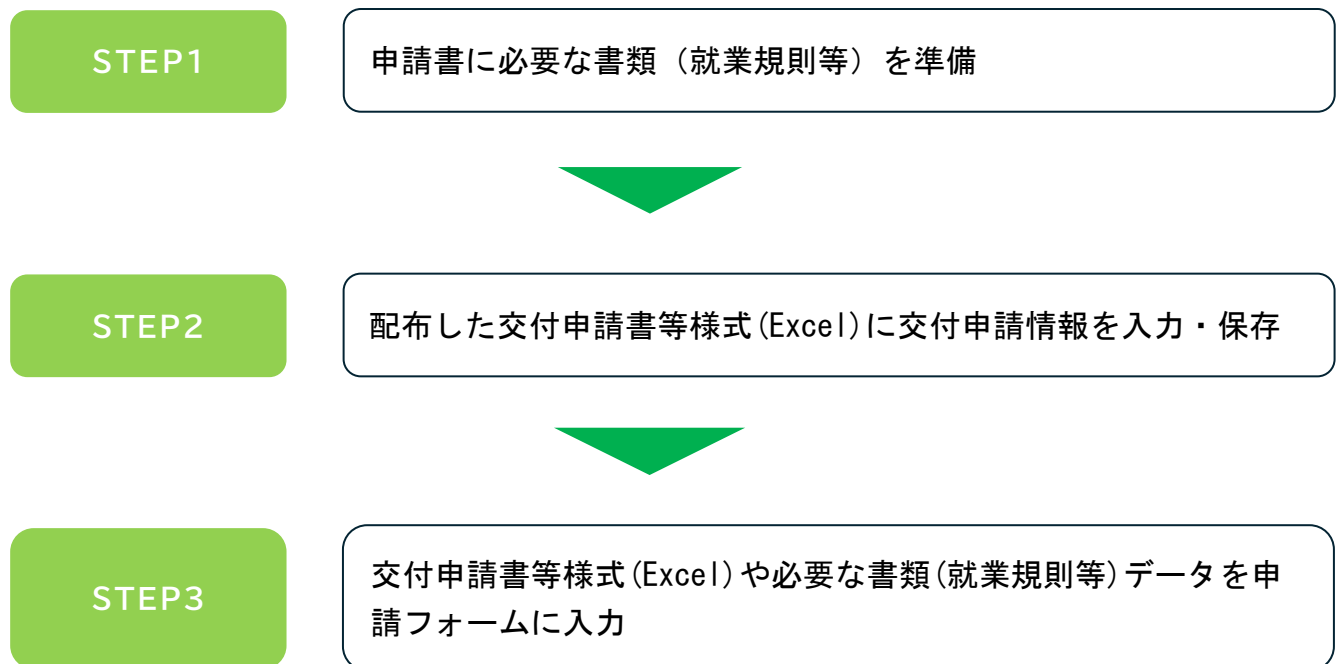 STEP1
申請書に必要な書類（就業規則等）を準備
STEP2
配布した交付申請書等様式(Excel)に交付申請情報を入力・保存
STEP3
交付申請書等様式(Excel)や必要な書類(就業規則等)データを申
請フォームに入力